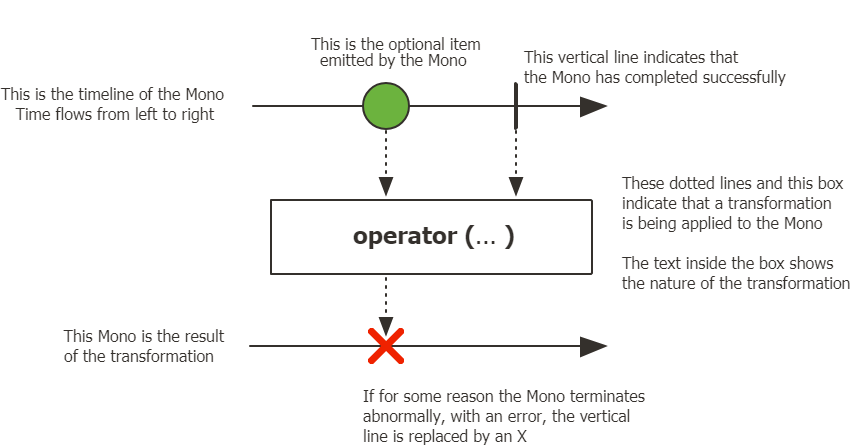 This is the optional item
emitted by the Mono
This vertical line indicates that
the Mono has completed successfully
This is the timeline of the Mono
Time flows from left to right
These dotted lines and this box
indicate that a transformation
is being applied to the Mono
operator (... )
The text inside the box shows
the nature of the transformation
This Mono is the result
of the transformation
If for some reason the Mono terminates
abnormally, with an error, the vertical
line is replaced by an X